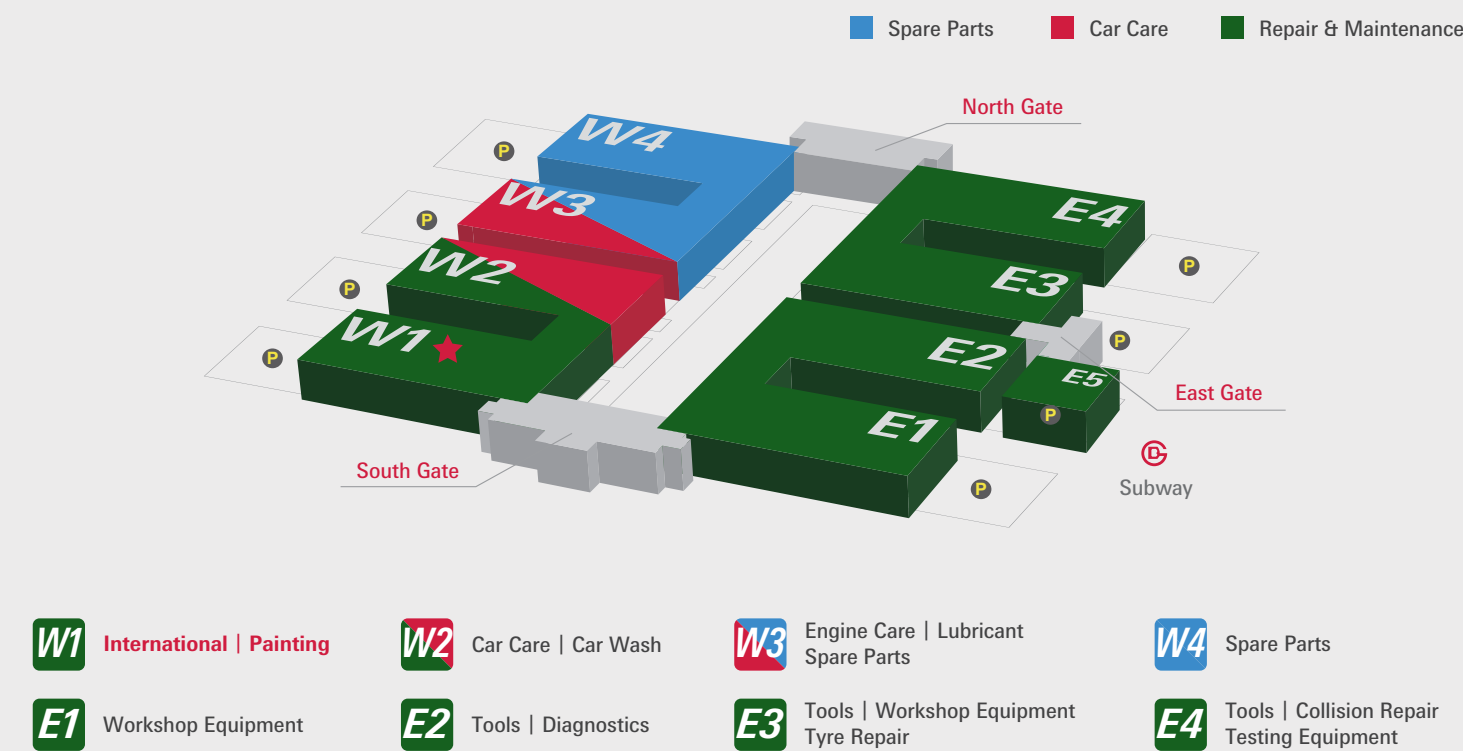 Spare Parts
Car Care
Repair & Maintenance
North Gate
W4
P
W3
E4
P
P
W2
E3
P
W1
P
E2
P
E5
East Gate
P
E1
South Gate
P
Subway
W1 International | Painting
W2 Car Care | Car Wash
W3 Engine Care | Lubricant
Spare Parts
W4 Spare Parts
E1 Workshop Equipment
E2 Tools | Diagnostics
E3 Tools | Workshop Equipment
Tyre Repair
E4 Tools | Collision Repair
Testing Equipment